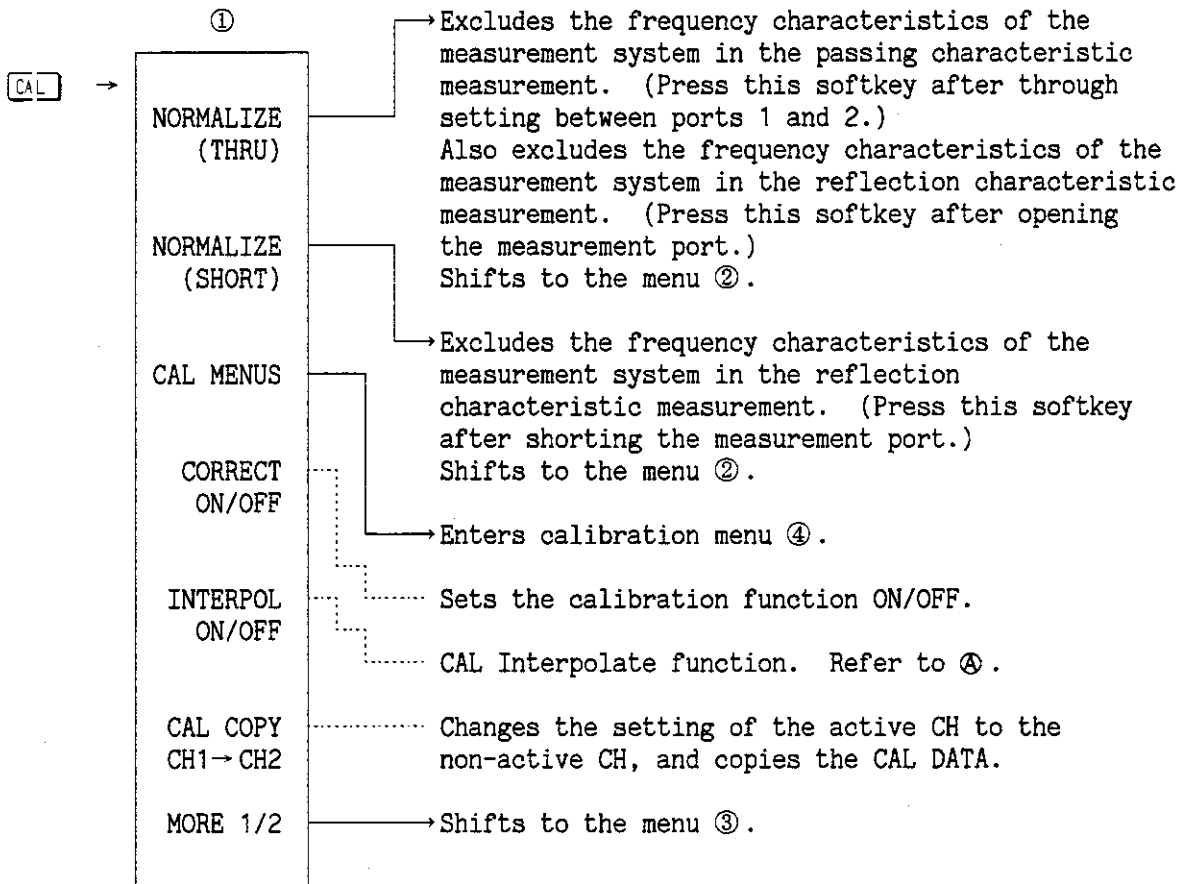 ①
CAL →
NORMALIZE
(THRU)
→Excludes the frequency characteristics of the
measurement system in the passing characteristic
measurement. (Press this softkey after through
setting between ports 1 and 2.)
Also excludes the frequency characteristics of the
measurement system in the reflection characteristic
measurement. (Press this softkey after opening
the measurement port.)
Shifts to the menu ②.
NORMALIZE
(SHORT)
→Excludes the frequency characteristics of the
measurement system in the reflection
characteristic measurement. (Press this softkey
after shorting the measurement port.)
Shifts to the menu ②.
CAL MENUS
→Enters calibration menu ④.
CORRECT
ON/OFF
Sets the calibration function ON/OFF.
INTERPOL
ON/OFF
CAL Interpolate function. Refer to Ⓐ.
CAL COPY
CH1→CH2
Changes the setting of the active CH to the
non-active CH, and copies the CAL DATA.
MORE 1/2
→Shifts to the menu ③.